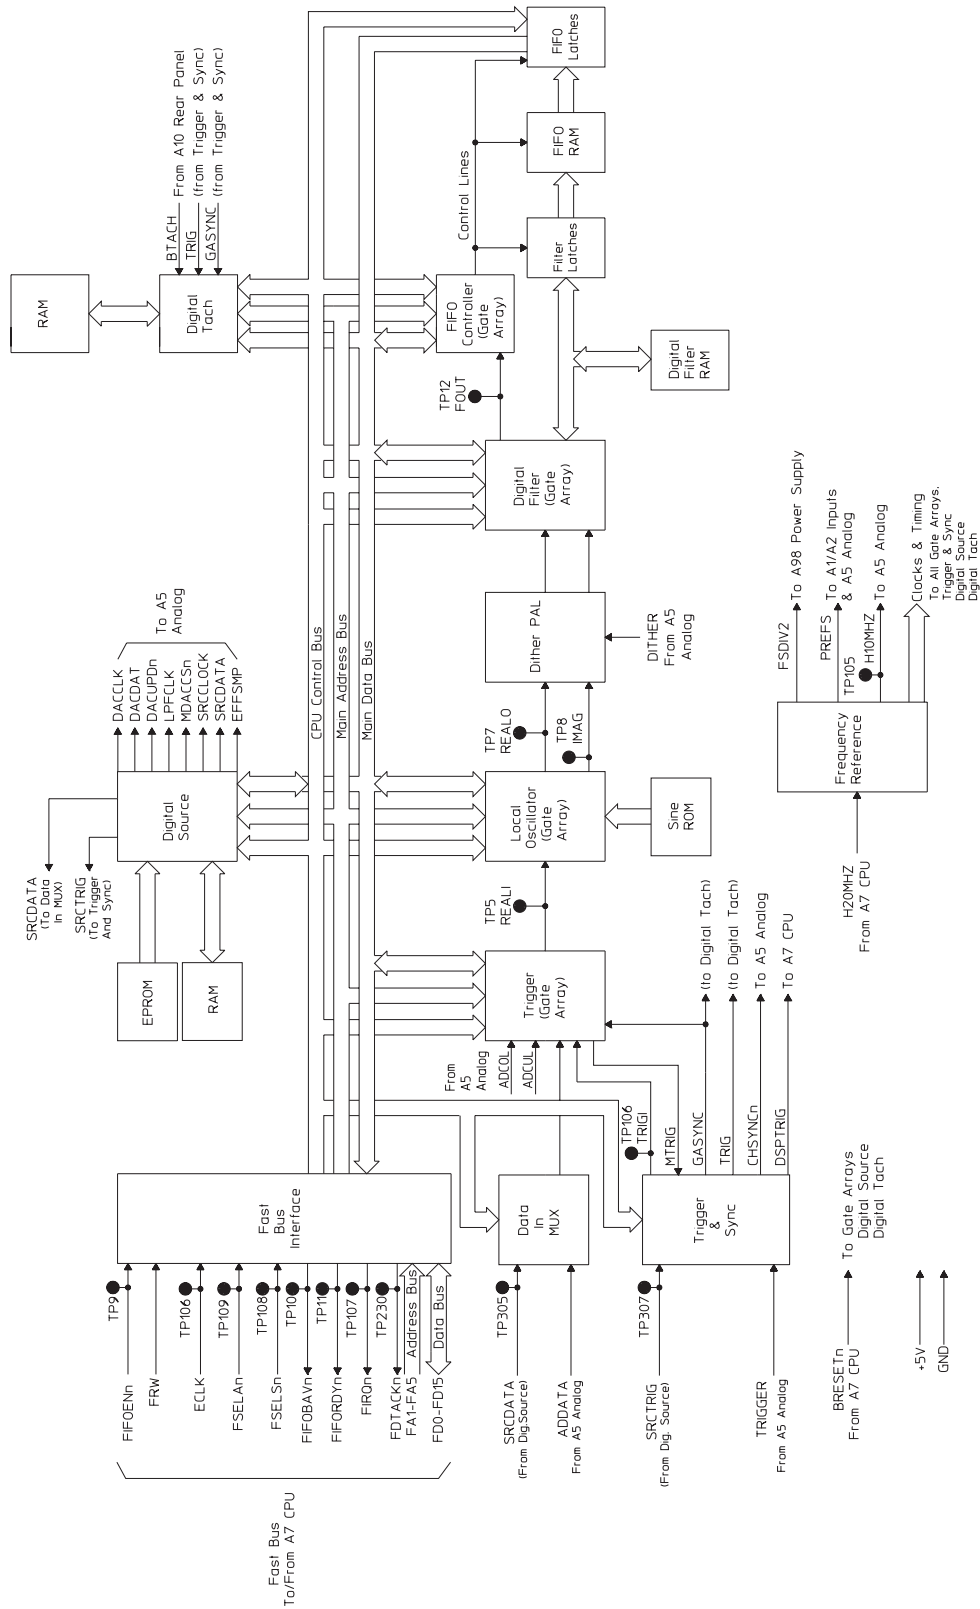 Fast Bus
To/From A7 CPU
FIFOENn
FRW
ECLK
FSELAn
FSELSn
FIFOBAVn
FIFORDYn
FIRQn
FDTACKn
FA1-FA5
FD0-FD15
TP9
TP106
TP109
TP108
TP10
TP11
TP107
TP230
Address Bus
Data Bus
Fast
Bus
Interface
SRCDATA
(From Dig.Source)
ADDATA
From A5 Analog
TP305
Data
In
MUX
SRCTRIG
(From Dig. Source)
TRIGGER
From A5 Analog
TP307
Trigger
&
Sync
TP106
TRIGI
MTRIG
GASYNC
TRIG
CHSYNCn
DSPTRIG
(to Digital Tach)
(to Digital Tach)
To A5 Analog
To A7 CPU
BRESETn
From A7 CPU
To Gate Arrays
Digital Source
Digital Tach
+5V
GND
From
A5
Analog
ADCOL
ADCUL
Trigger
(Gate
Array)
TP5
REALI
EPROM
RAM
SRCDATA
(To Data
In MUX)
SRCTRIG
(To Trigger
And Sync)
Digital
Source
DACCLK
DACDAT
DACUPDn
LPFCLK
MDACCSn
SRCCLOCK
SRCDATA
EFFSMP
To A5
Analog
CPU Control Bus
Main Address Bus
Main Data Bus
Local
Oscillator
(Gate
Array)
Sine
ROM
TP7
REALO
TP8
IMAG
Dither PAL
DITHER
From A5
Analog
Digital
Filter
(Gate
Array)
TP12
FOUT
Digital
Filter
RAM
H20MHZ
From A7 CPU
Frequency
Reference
FSDIV2
PREFS
TP105
H10MHZ
To A98 Power Supply
To A1/A2 Inputs
& A5 Analog
To A5 Analog
Clocks & Timing
To All Gate Arrays,
Trigger & Sync
Digital Source
Digital Tach
RAM
Digital
Tach
BTACH
TRIG
GASYNC
From A10 Rear Panel
(from Trigger & Sync)
(from Trigger & Sync)
FIFO
Controller
(Gate
Array)
Control Lines
Filter
Latches
FIFO
RAM
FIFO
Latches